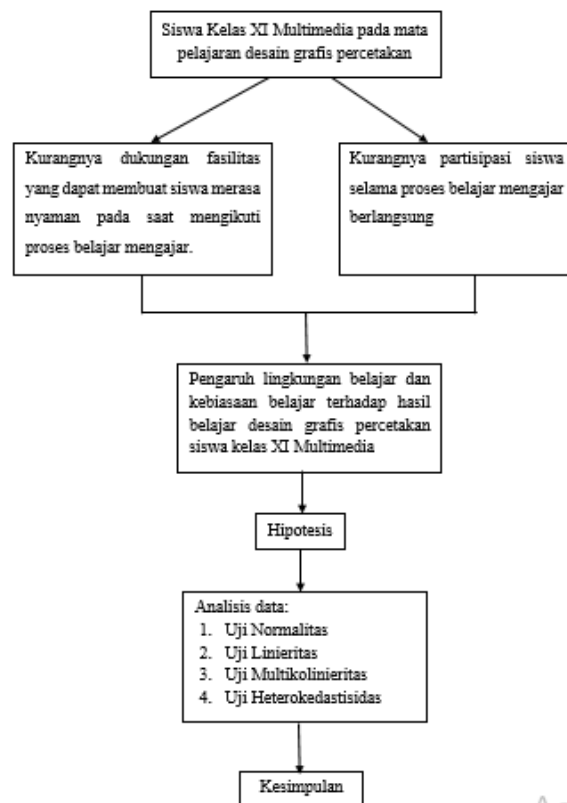 Siswa Kelas XI Multimedia pada mata
pelajaran desain grafis percetakan
Kurangnya dukungan fasilitas
yang dapat membuat siswa merasa
nyaman pada saat mengikuti
proses belajar mengajar.
Kurangnya partisipasi siswa
selama proses belajar mengajar
berlangsung
Pengaruh lingkungan belajar dan
kebiasaan belajar terhadap hasil
belajar desain grafis percetakan
siswa kelas XI Multimedia
Hipotesis
Analisis data:
1. Uji Normalitas
2. Uji Linieritas
3. Uji Multikolinieritas
4. Uji Heterokedastisidas
Kesimpulan